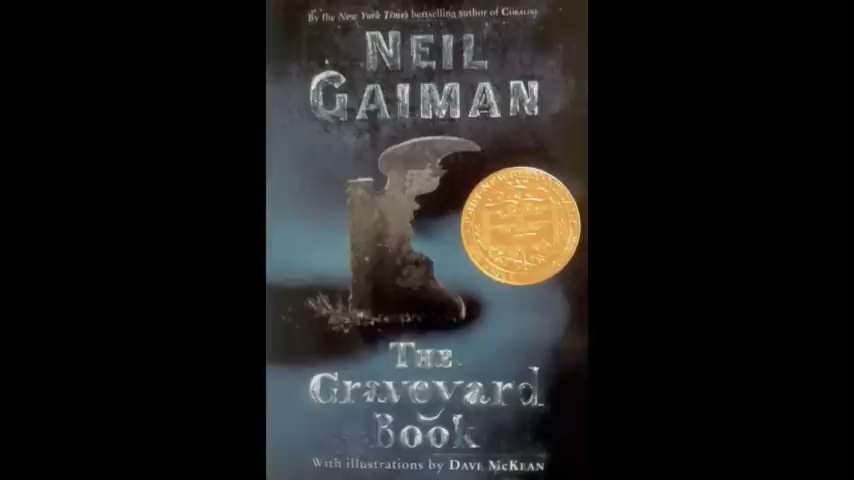 By the New York Times bestselling author of CORALINE
NEIL
GAIMAN
THE
Graveyard
Book
With illustrations by DAVE MCKEAN